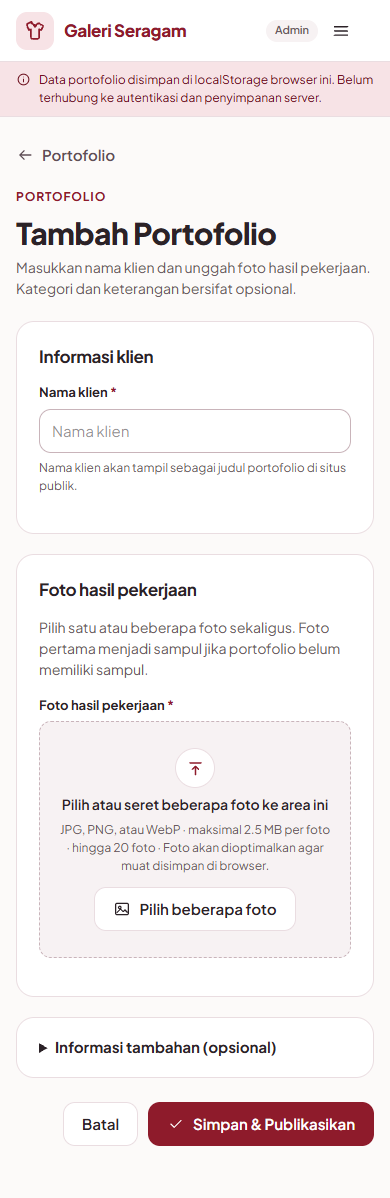 Galeri Seragam
Admin
Data portofolio disimpan di localStorage browser ini. Belum
terhubung ke autentikasi dan penyimpanan server.
Portofolio
PORTOFOLIO
Tambah Portofolio
Masukkan nama klien dan unggah foto hasil pekerjaan.
Kategori dan keterangan bersifat opsional.
Informasi klien
Nama klien *
Nama klien
Nama klien akan tampil sebagai judul portofolio di situs
publik.
Foto hasil pekerjaan
Pilih satu atau beberapa foto sekaligus. Foto
pertama menjadi sampul jika portofolio belum
memiliki sampul.
Foto hasil pekerjaan *
Pilih atau seret beberapa foto ke area ini
JPG, PNG, atau WebP · maksimal 2.5 MB per foto
· hingga 20 foto · Foto akan dioptimalkan agar
muat disimpan di browser.
Pilih beberapa foto
Informasi tambahan (opsional)
Batal
Simpan & Publikasikan